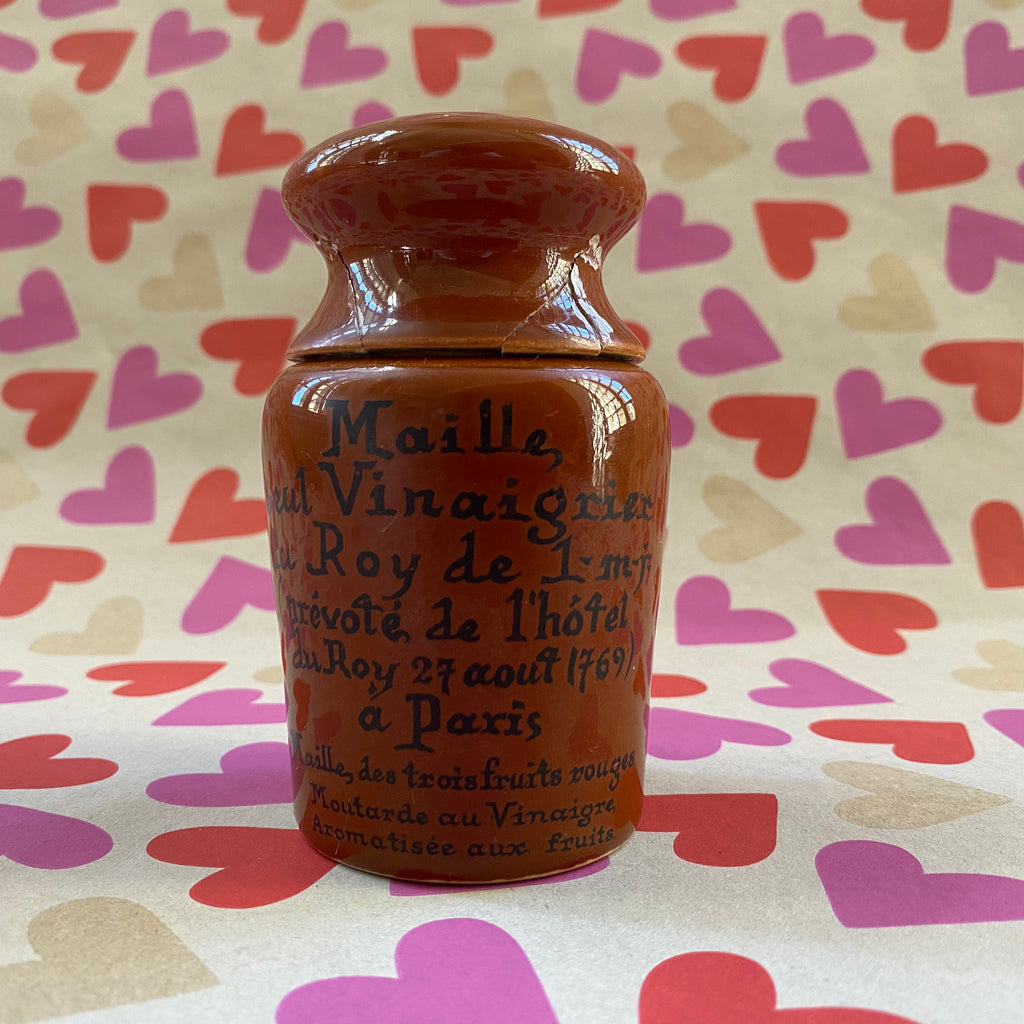 Maille,
Seul Vinaigrier
du Roy de 1·m·j·
prévoté de l'hôtel
du Roy 27 aout (1769)
à Paris
Maille, des trois fruits rouges
Moutarde au Vinaigre
Aromatisée aux fruits.